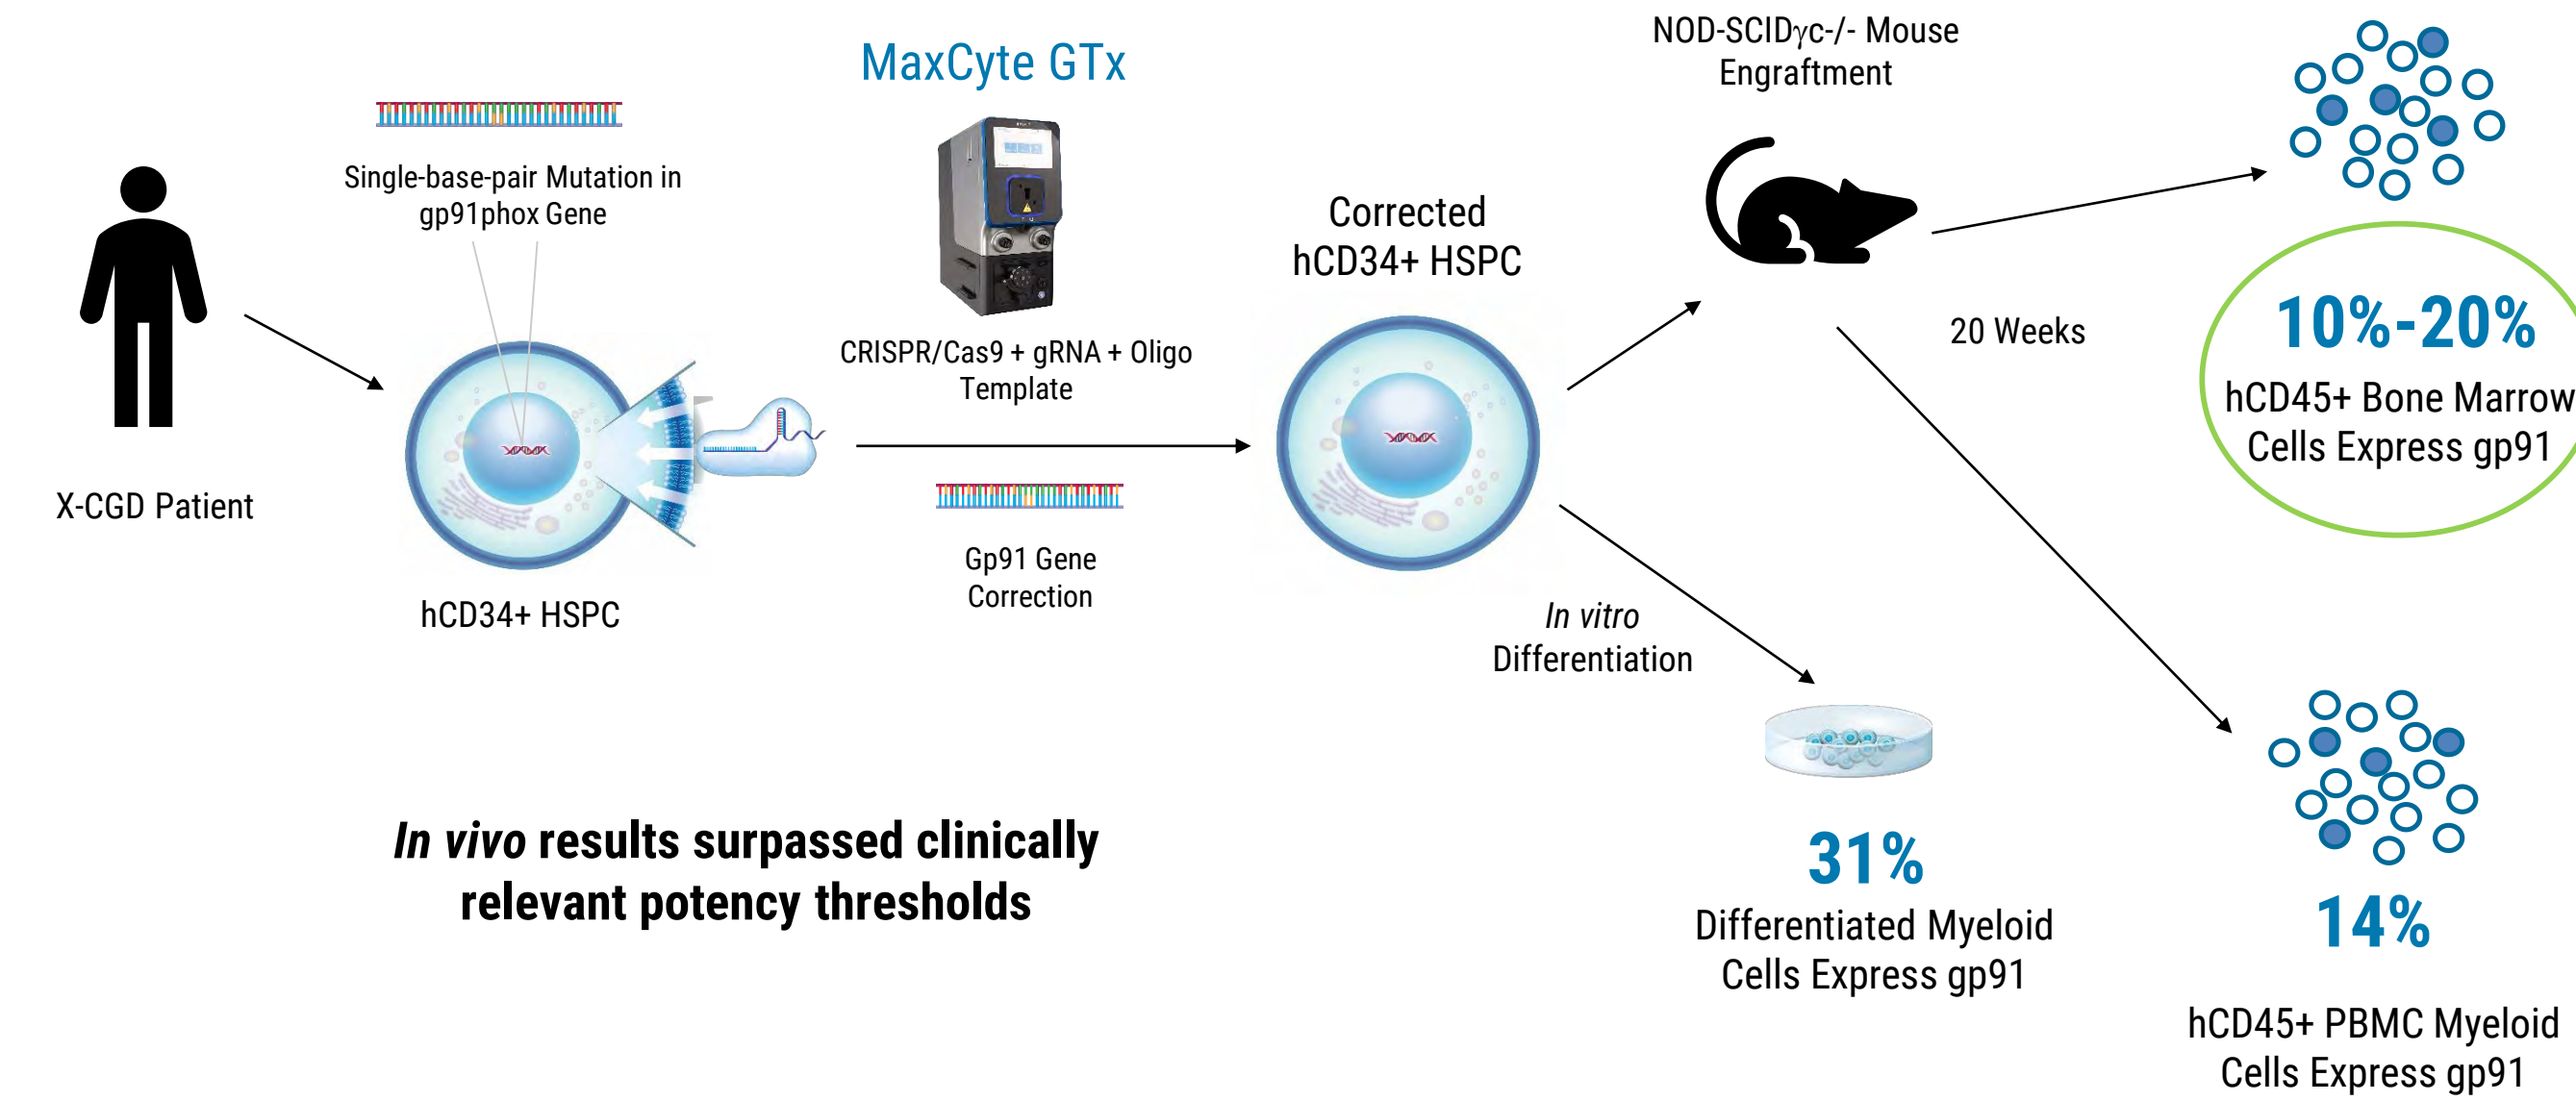 MaxCyte GTx
NOD-SCIDγc-/- Mouse
Engraftment
Single-base-pair Mutation in
gp91phox Gene
Corrected
hCD34+ HSPC
CRISPR/Cas9 + gRNA + Oligo
Template
20 Weeks
10%-20%
hCD45+ Bone Marrow
Cells Express gp91
X-CGD Patient
hCD34+ HSPC
Gp91 Gene
Correction
In vitro
Differentiation
In vivo results surpassed clinically
relevant potency thresholds
31%
Differentiated Myeloid
Cells Express gp91
14%
hCD45+ PBMC Myeloid
Cells Express gp91